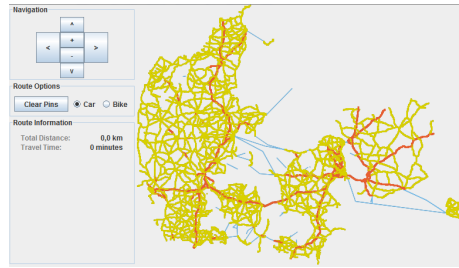 Navigation
^
<
+
>
-
v
Route Options
Clear Pins
Car
Bike
Route Information
Total Distance: 0,0 km
Travel Time: 0 minutes